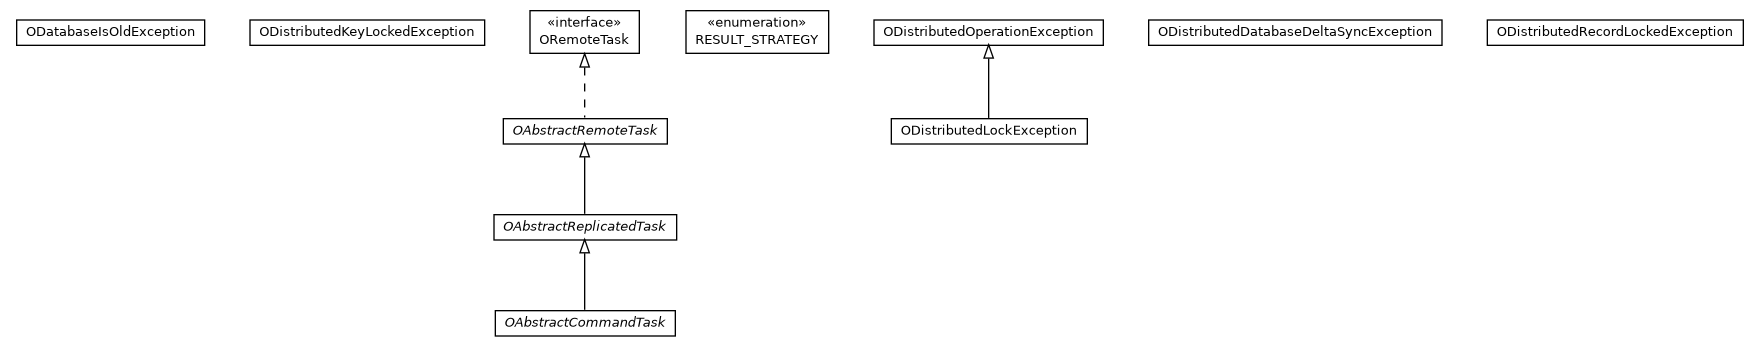 ODatabaseIsOldException
ODistributedKeyLockedException
«interface»
ORemoteTask
«enumeration»
RESULT_STRATEGY
ODistributedOperationException
ODistributedDatabaseDeltaSyncException
ODistributedRecordLockedException
OAbstractRemoteTask
ODistributedLockException
OAbstractReplicatedTask
OAbstractCommandTask